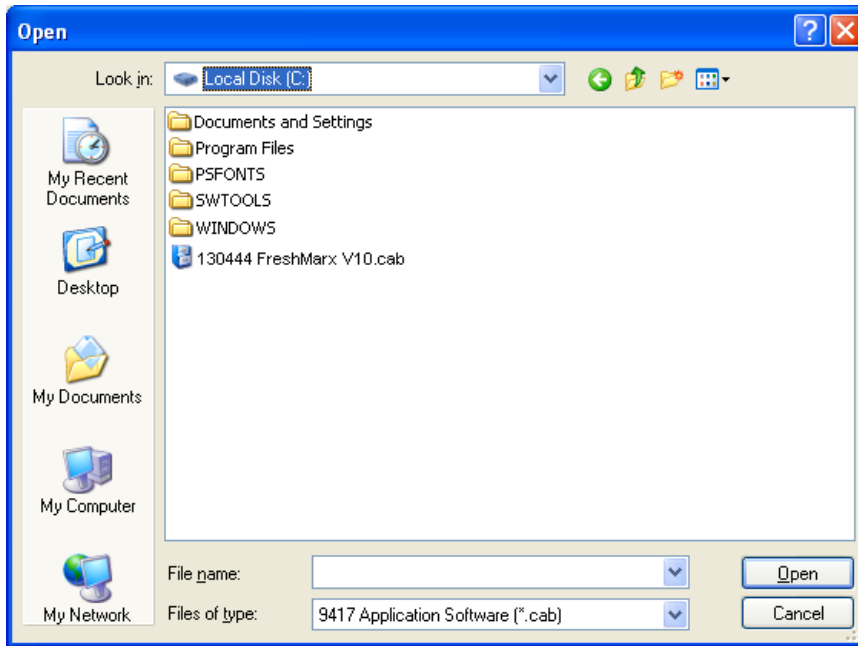 Open
Look in:
Local Disk (C:)
My Recent
Documents
Desktop
My Documents
My Computer
My Network
Documents and Settings
Program Files
PSFONTS
SWTOOLS
WINDOWS
130444 FreshMarx V10.cab
File name:
Open
Files of type:
9417 Application Software (*.cab)
Cancel